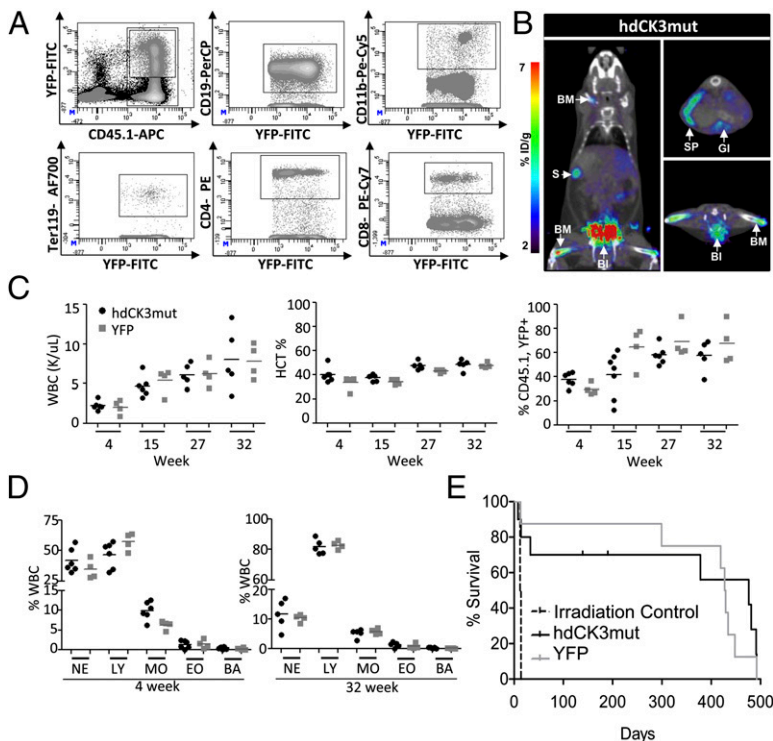 A
YFP-FITC
CD45.1-APC
CD19-PerCP
YFP-FITC
CD11b-Pe-Cy5
YFP-FITC
Ter119- AF700
YFP-FITC
CD4- PE
YFP-FITC
CD8- PE-Cy7
YFP-FITC
B
hdCK3mut
7
% ID/g
2
BM
S
BM
BI
SP
GI
BI
BM
C
hdCK3mut
YFP
WBC (K/uL)
15
10
5
0
4 15 27 32
Week
HCT %
100
80
60
40
20
0
4 15 27 32
Week
% CD45.1, YFP+
100
80
60
40
20
0
4 15 27 32
Week
D
% WBC
80
60
40
20
15
10
5
0
NE LY MO EO BA
4 week
% WBC
100
80
60
20
10
0
NE LY MO EO BA
32 week
E
% Survival
100
80
60
40
20
0
Irradiation Control
hdCK3mut
YFP
0 100 200 300 400 500
Days